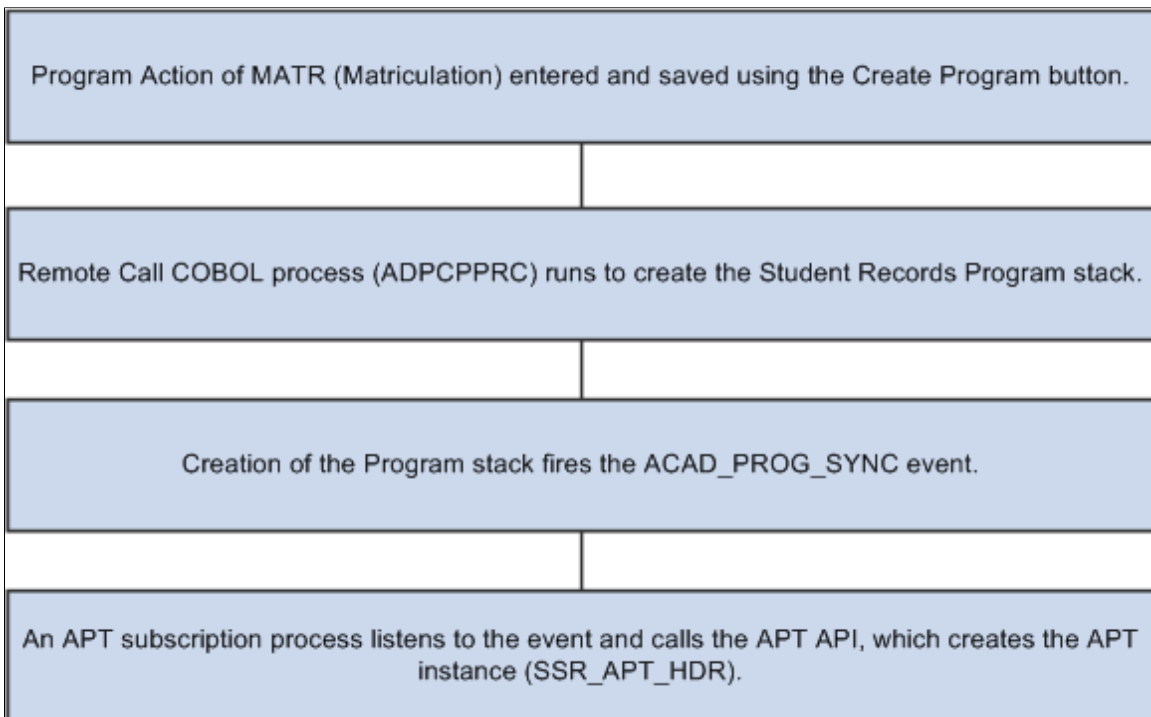 Program Action of MATR (Matriculation) entered and saved using the Create Program button.
Remote Call COBOL process (ADPCPPRC) runs to create the Student Records Program stack.
Creation of the Program stack fires the ACAD_PROG_SYNC event.
An APT subscription process listens to the event and calls the APT API, which creates the APT
instance (SSR_APT_HDR).